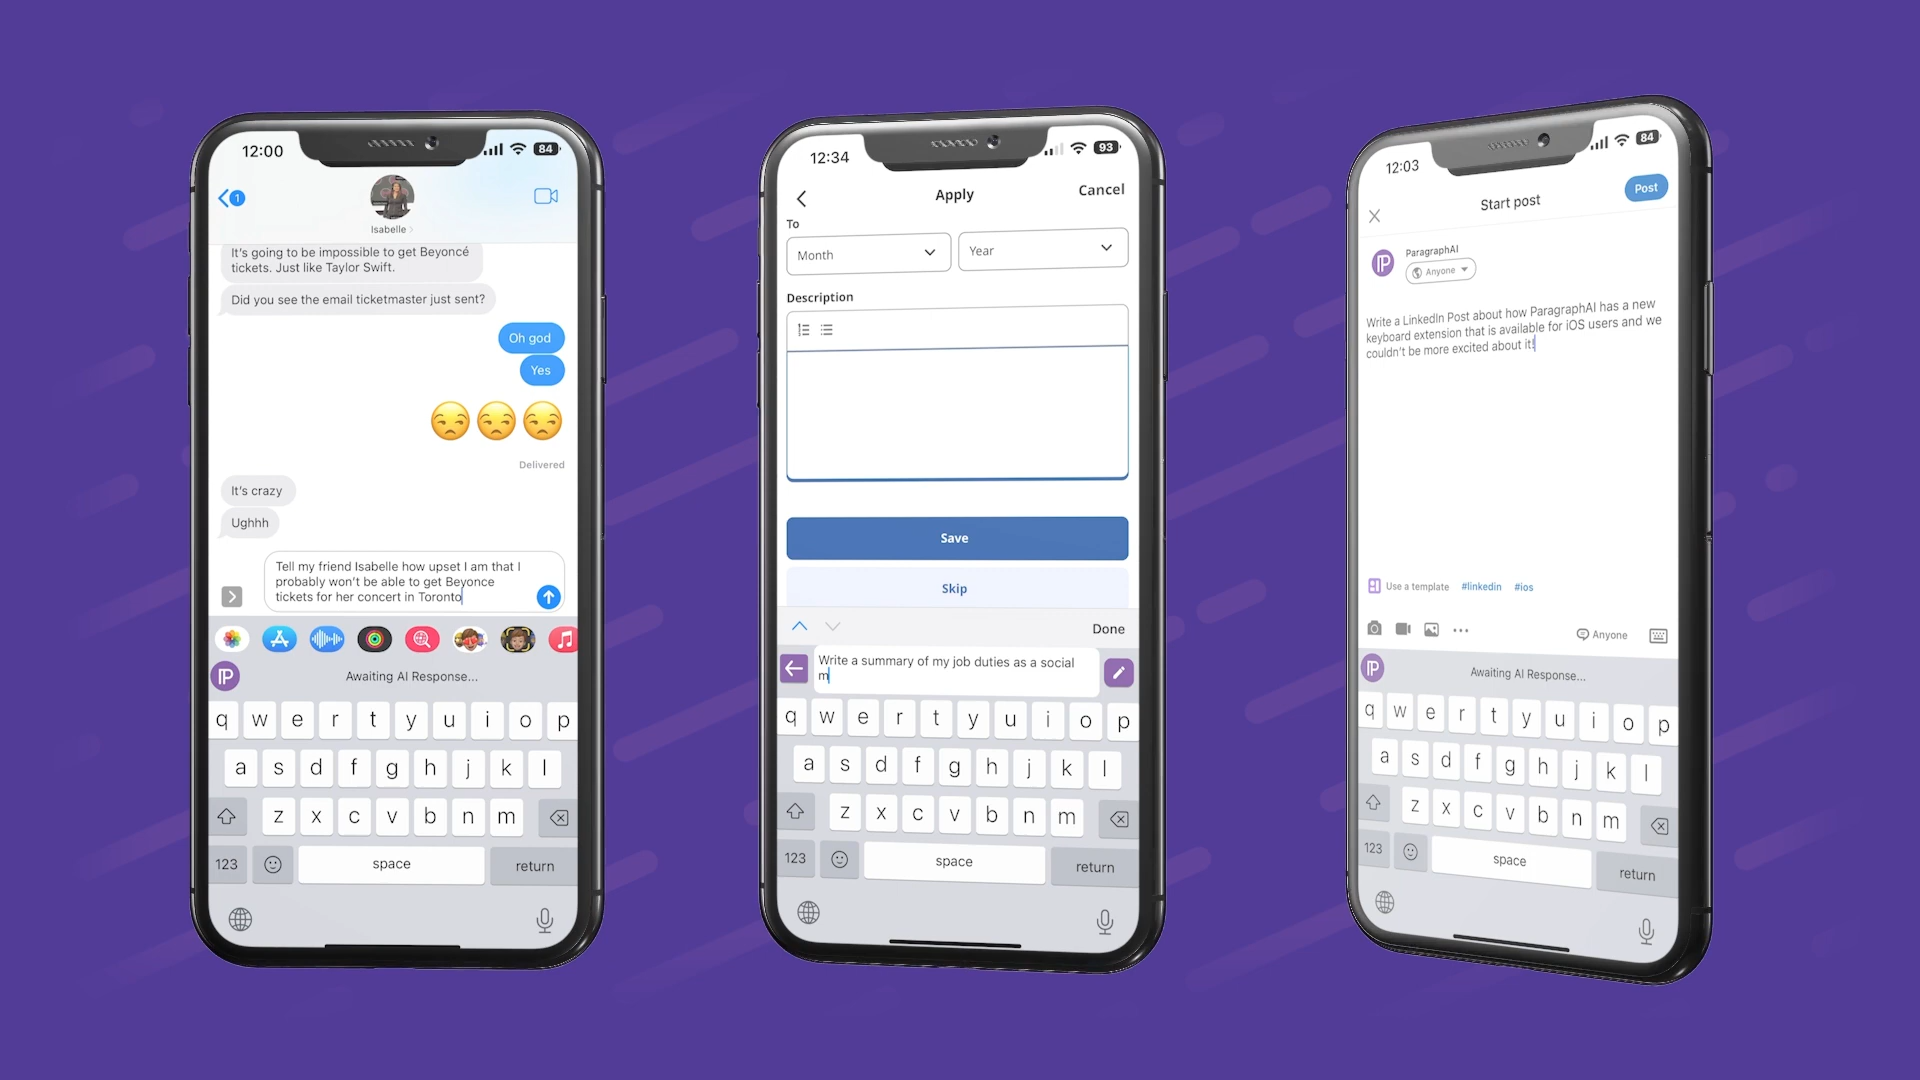 12:00
84
1
Isabelle
It's going to be impossible to get Beyoncé
tickets. Just like Taylor Swift.
Did you see the email ticketmaster just sent?
Oh god
Yes
Delivered
It's crazy
Ughhh
Tell my friend Isabelle how upset I am that I
probably won't be able to get Beyonce
tickets for her concert in Toronto
Awaiting AI Response...
q w e r t y u i o p
a s d f g h j k l
z x c v b n m
123
space
return
12:34
93
Apply
Cancel
To
Month
Year
Description
Save
Skip
Done
Write a summary of my job duties as a social
m
q w e r t y u i o p
a s d f g h j k l
z x c v b n m
123
space
return
12:03
84
Start post
Post
ParagraphAI
Anyone
Write a LinkedIn Post about how ParagraphAI has a new
keyboard extension that is available for iOS users and we
couldn't be more excited about it!
Use a template
#linkedin
#ios
Anyone
Awaiting AI Response...
q w e r t y u i o p
a s d f g h j k l
z x c v b n m
123
space
return